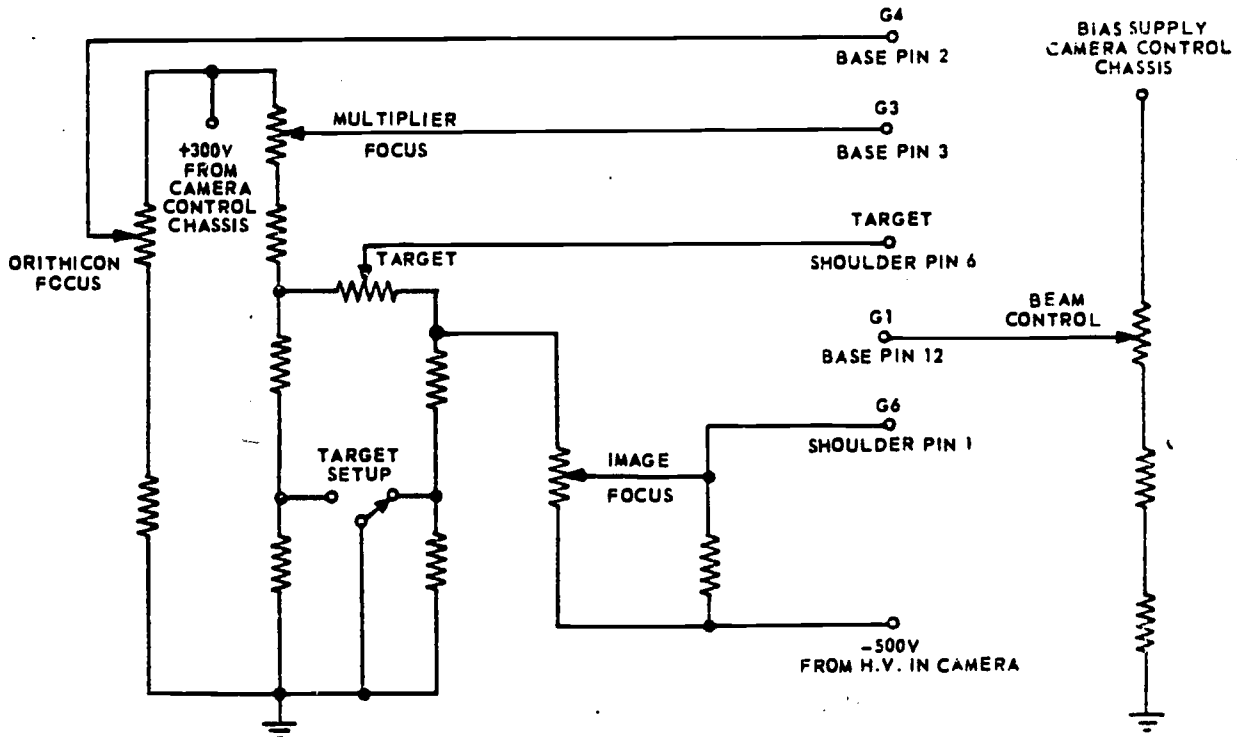 G4
BASE PIN 2
BIAS SUPPLY
CAMERA CONTROL
CHASSIS
MULTIPLIER
FOCUS
G3
BASE PIN 3
+300V
FROM
CAMERA
CONTROL
CHASSIS
ORITHICON
FOCUS
TARGET
TARGET
SHOULDER PIN 6
G1
BASE PIN 12
BEAM
CONTROL
G6
SHOULDER PIN 1
TARGET
SETUP
IMAGE
FOCUS
-500V
FROM H.V. IN CAMERA